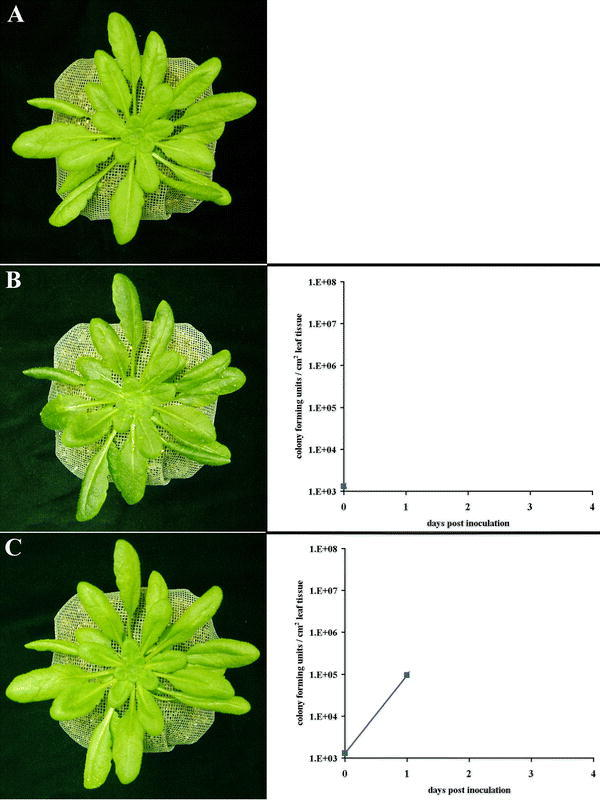 A
B
1.E+08
1.E+07
1.E+06
1.E+05
1.E+04
1.E+03
colony forming units / cm² leaf tissue
0 1 2 3 4
days post inoculation
C
1.E+08
1.E+07
1.E+06
1.E+05
1.E+04
1.E+03
colony forming units / cm² leaf tissue
0 1 2 3 4
days post inoculation